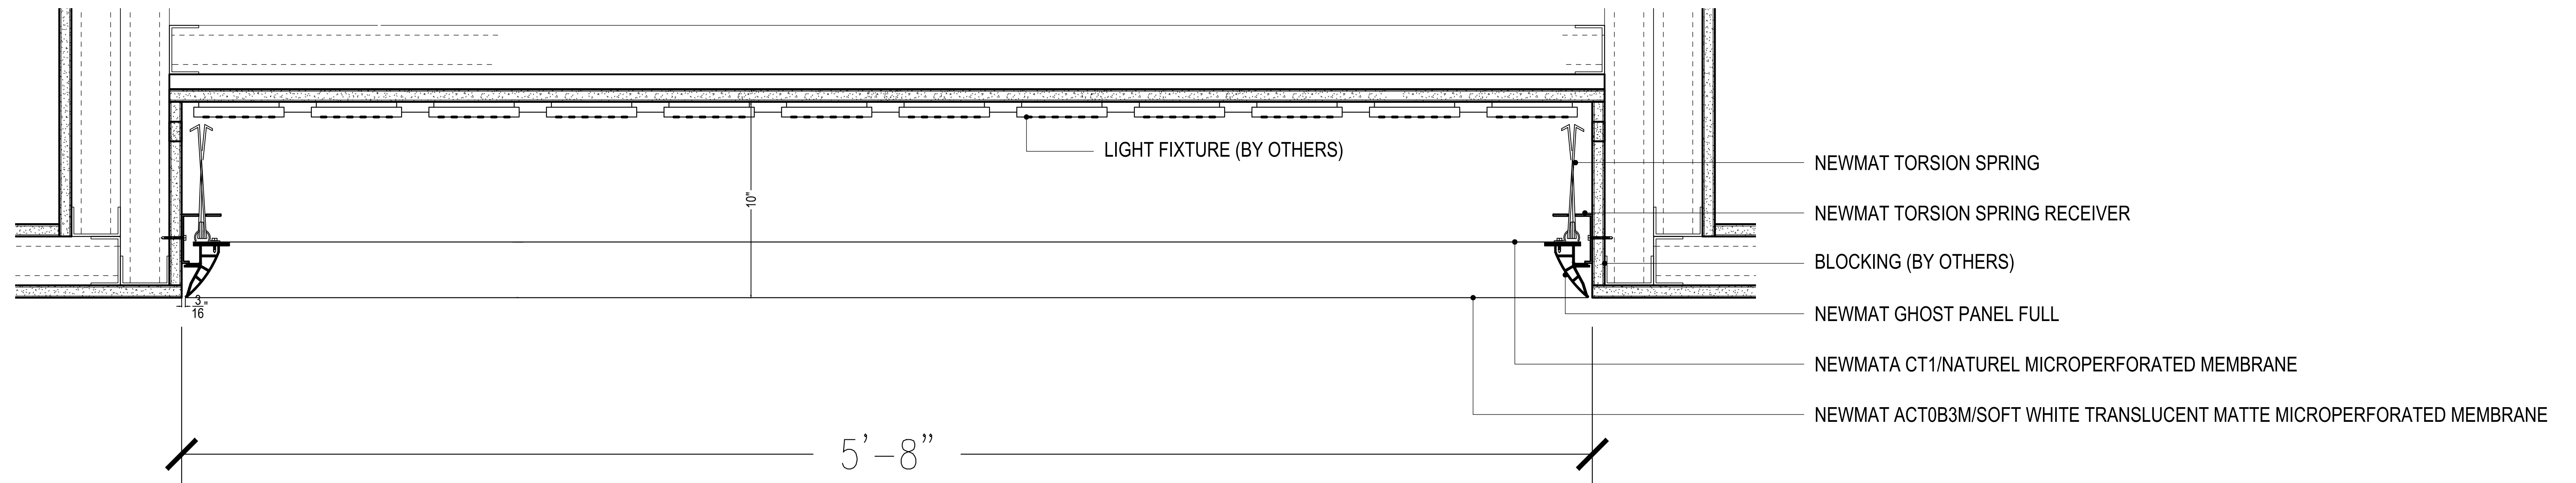 LIGHT FIXTURE (BY OTHERS)
NEWMAT TORSION SPRING
10"
NEWMAT TORSION SPRING RECEIVER
BLOCKING (BY OTHERS)
3"
16
NEWMAT GHOST PANEL FULL
NEWMATA CT1/NATUREL MICROPERFORATED MEMBRANE
NEWMAT ACT0B3M/SOFT WHITE TRANSLUCENT MATTE MICROPERFORATED MEMBRANE
5'-8"